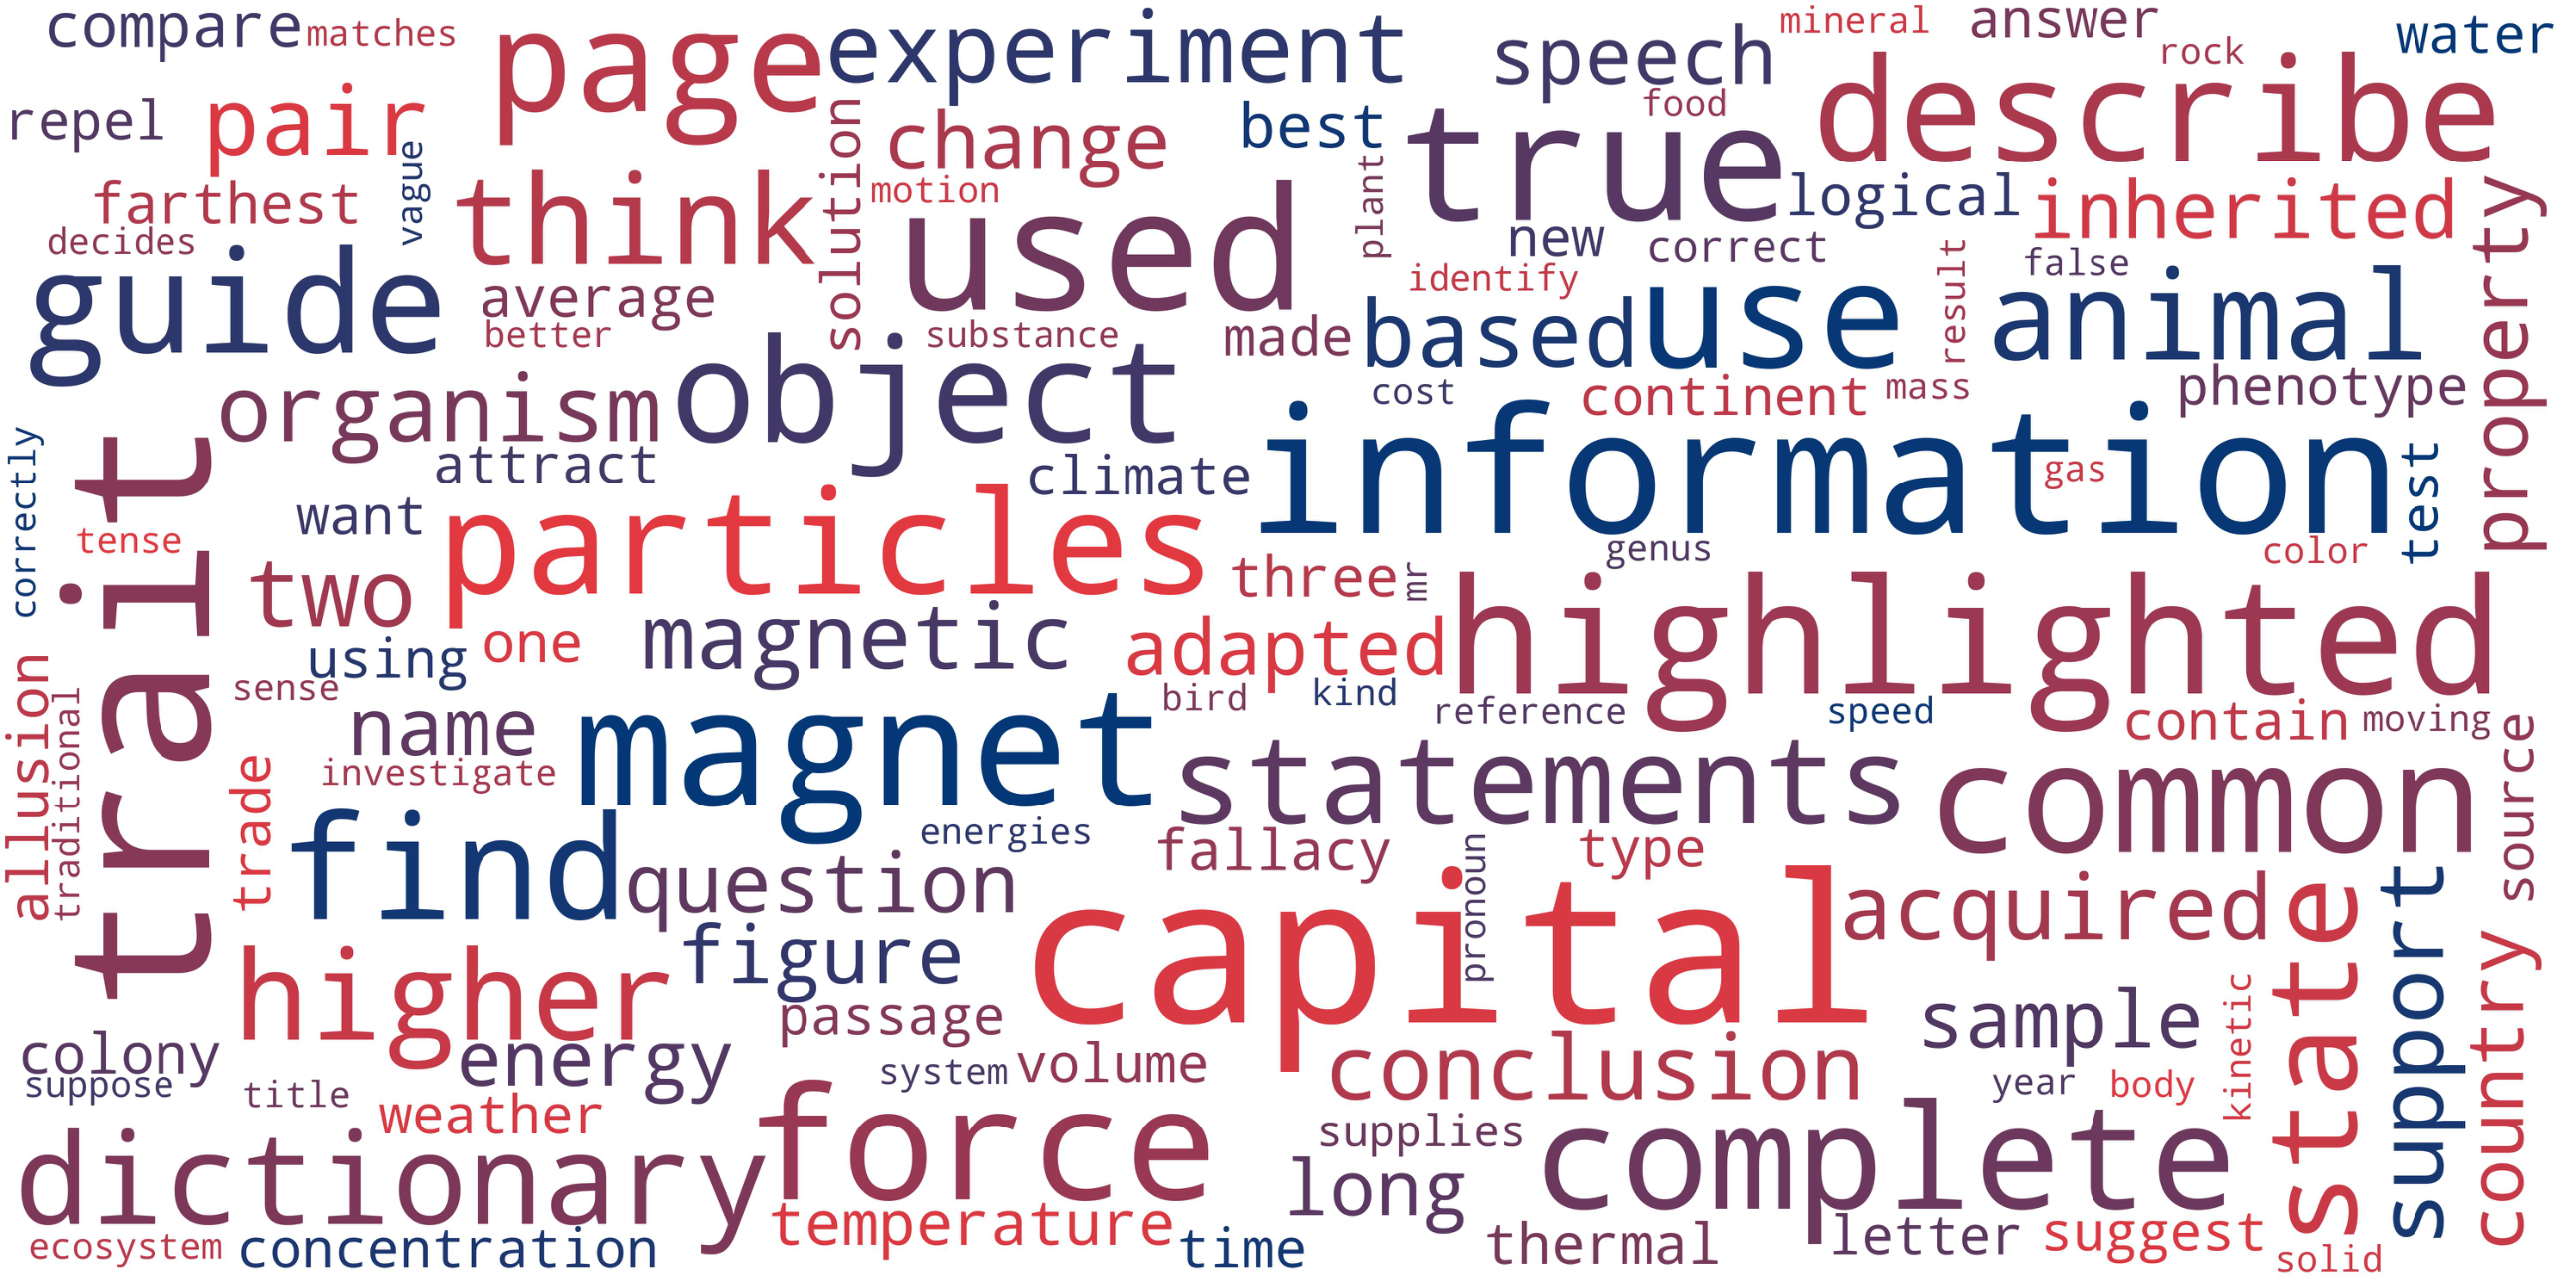 compare
matches
page
experiment
speech
mineral
answer
rock
water
repel
pair
vague
solution
change
best
food
true
describe
farthest
think
motion
used
plant
logical
inherited
property
decides
guide
average
better
substance
made
new
correct
identify
based
use
result
false
animal
organism
object
cost
continent
mass
phenotype
correctly
trait
attract
climate
information
gas
test
want
tense
particles
genus
color
two
three
mr
highlighted
using
one
magnetic
adapted
allusion
traditional
sense
name
bird
kind
reference
speed
contain
moving
source
investigate
magnet
statements
common
trade
find
energies
fallacy
type
pronoun
question
capital
acquired
state
support
country
higher
figure
passage
sample
kinetic
colony
energy
system
volume
conclusion
suppose
title
weather
year
body
dictionary
force
supplies
complete
long
temperature
ecosystem
concentration
time
thermal
letter
suggest
solid